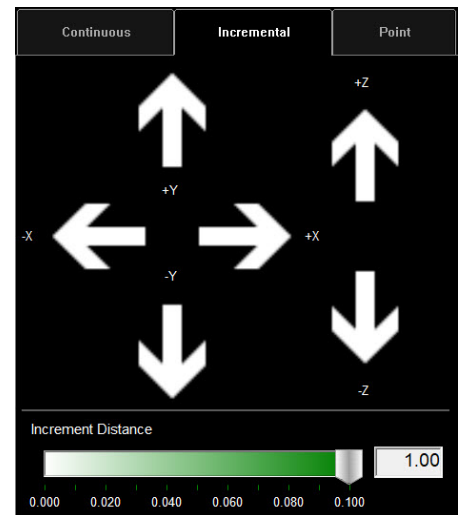 Continuous Incremental Point
+Z
+Y
-X +X
-Y
-Z
Increment Distance
1.00
0.000 0.020 0.040 0.060 0.080 0.100